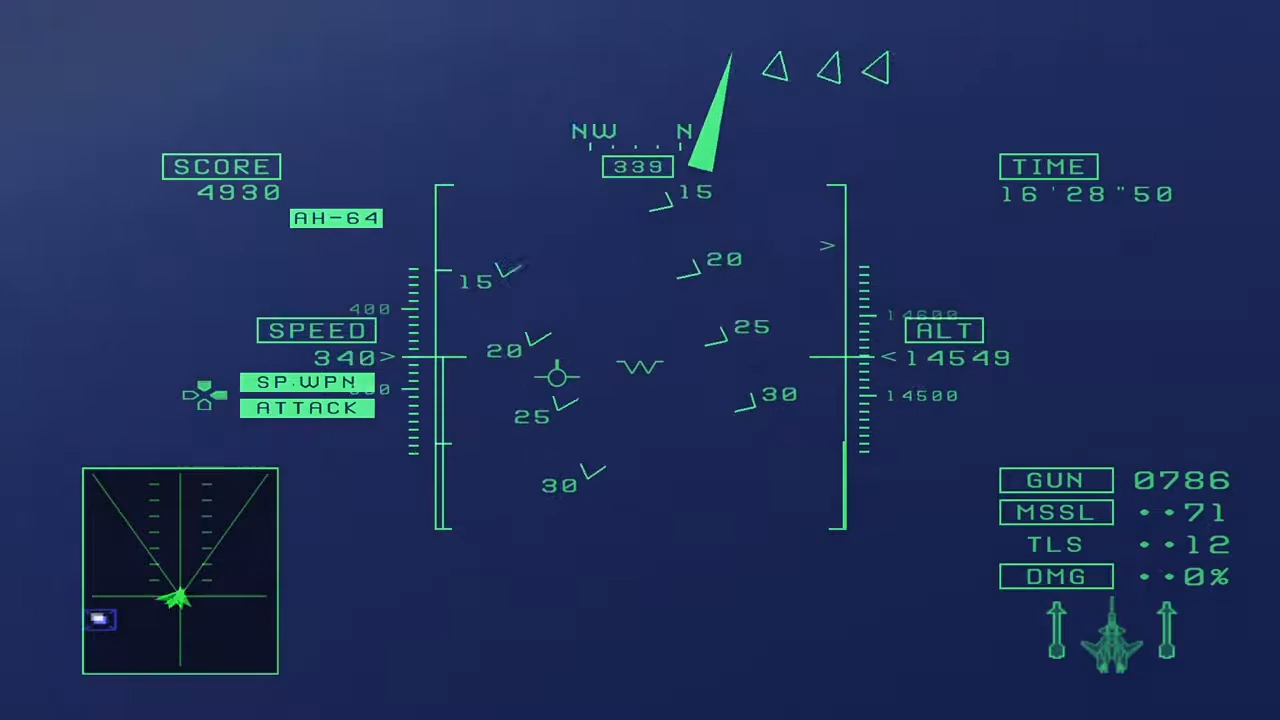 NW N
339
SCORE
4930
AH-64
TIME
16'28"50
15
20
25
30
15
20
25
30
400
SPEED
340>
SP.WPN
ATTACK
14600
ALT
<14549
14500
GUN 0786
MSSL ··71
TLS ··12
DMG ··0%